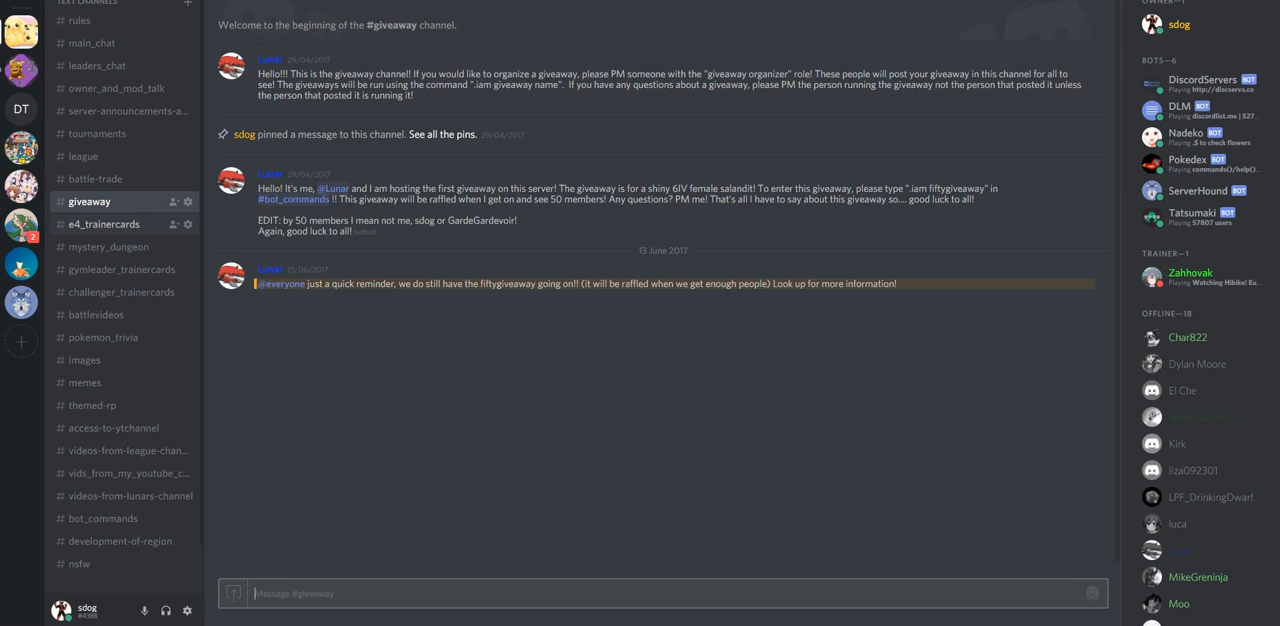 TEXT CHANNELS
# rules
# main_chat
# leaders_chat
# owner_and_mod_talk
# server-announcements-a...
# tournaments
# league
# battle-trade
# giveaway
# e4_trainercards
# mystery_dungeon
# gymleader_trainercards
# challenger_trainercards
# battlevideos
# pokemon_trivia
# images
# memes
# themed-rp
# access-to-ytchannel
# videos-from-league-chan...
# vids_from_my_youtube_c...
# videos-from-lunars-channel
# bot_commands
# development-of-region
# nsfw
DT
2
sdog
#4388
Welcome to the beginning of the #giveaway channel.
Lunar 29/04/2017
Hello!!! This is the giveaway channel! If you would like to organize a giveaway, please PM someone with the "giveaway organizer" role! These people will post your giveaway in this channel for all to
see! The giveaways will be run using the command ".iam giveaway name". If you have any questions about a giveaway, please PM the person running the giveaway not the person that posted it unless
the person that posted it is running it!
sdog pinned a message to this channel. See all the pins. 29/04/2017
Lunar 29/04/2017
Hello! It's me, @Lunar and I am hosting the first giveaway on this server! The giveaway is for a shiny 6IV female salandit! To enter this giveaway, please type ".iam fiftygiveaway" in
#bot_commands !! This giveaway will be raffled when I get on and see 50 members! Any questions? PM me! That's all I have to say about this giveaway so.... good luck to all!
EDIT: by 50 members I mean not me, sdog or GardeGardevoir!
Again, good luck to all! (edited)
13 June 2017
Lunar 13/06/2017
@everyone just a quick reminder, we do still have the fiftygiveaway going on!! (it will be raffled when we get enough people) Look up for more information!
Message #giveaway
OWNER—1
sdog
BOTS—6
DiscordServers BOT
Playing http://discservs.co
DLM BOT
Playing discordlist.me | 527...
Nadeko BOT
Playing .$ to check flowers
Pokedex BOT
Playing commands()/help()...
ServerHound BOT
Tatsumaki BOT
Playing 57807 users
TRAINER—1
Zahhovak
Playing Watching Hibike! Eu...
OFFLINE—18
Char822
Dylan Moore
El Che
Kirk
liza092301
LPF_DrinkingDwarf
luca
MikeGreninja
Moo